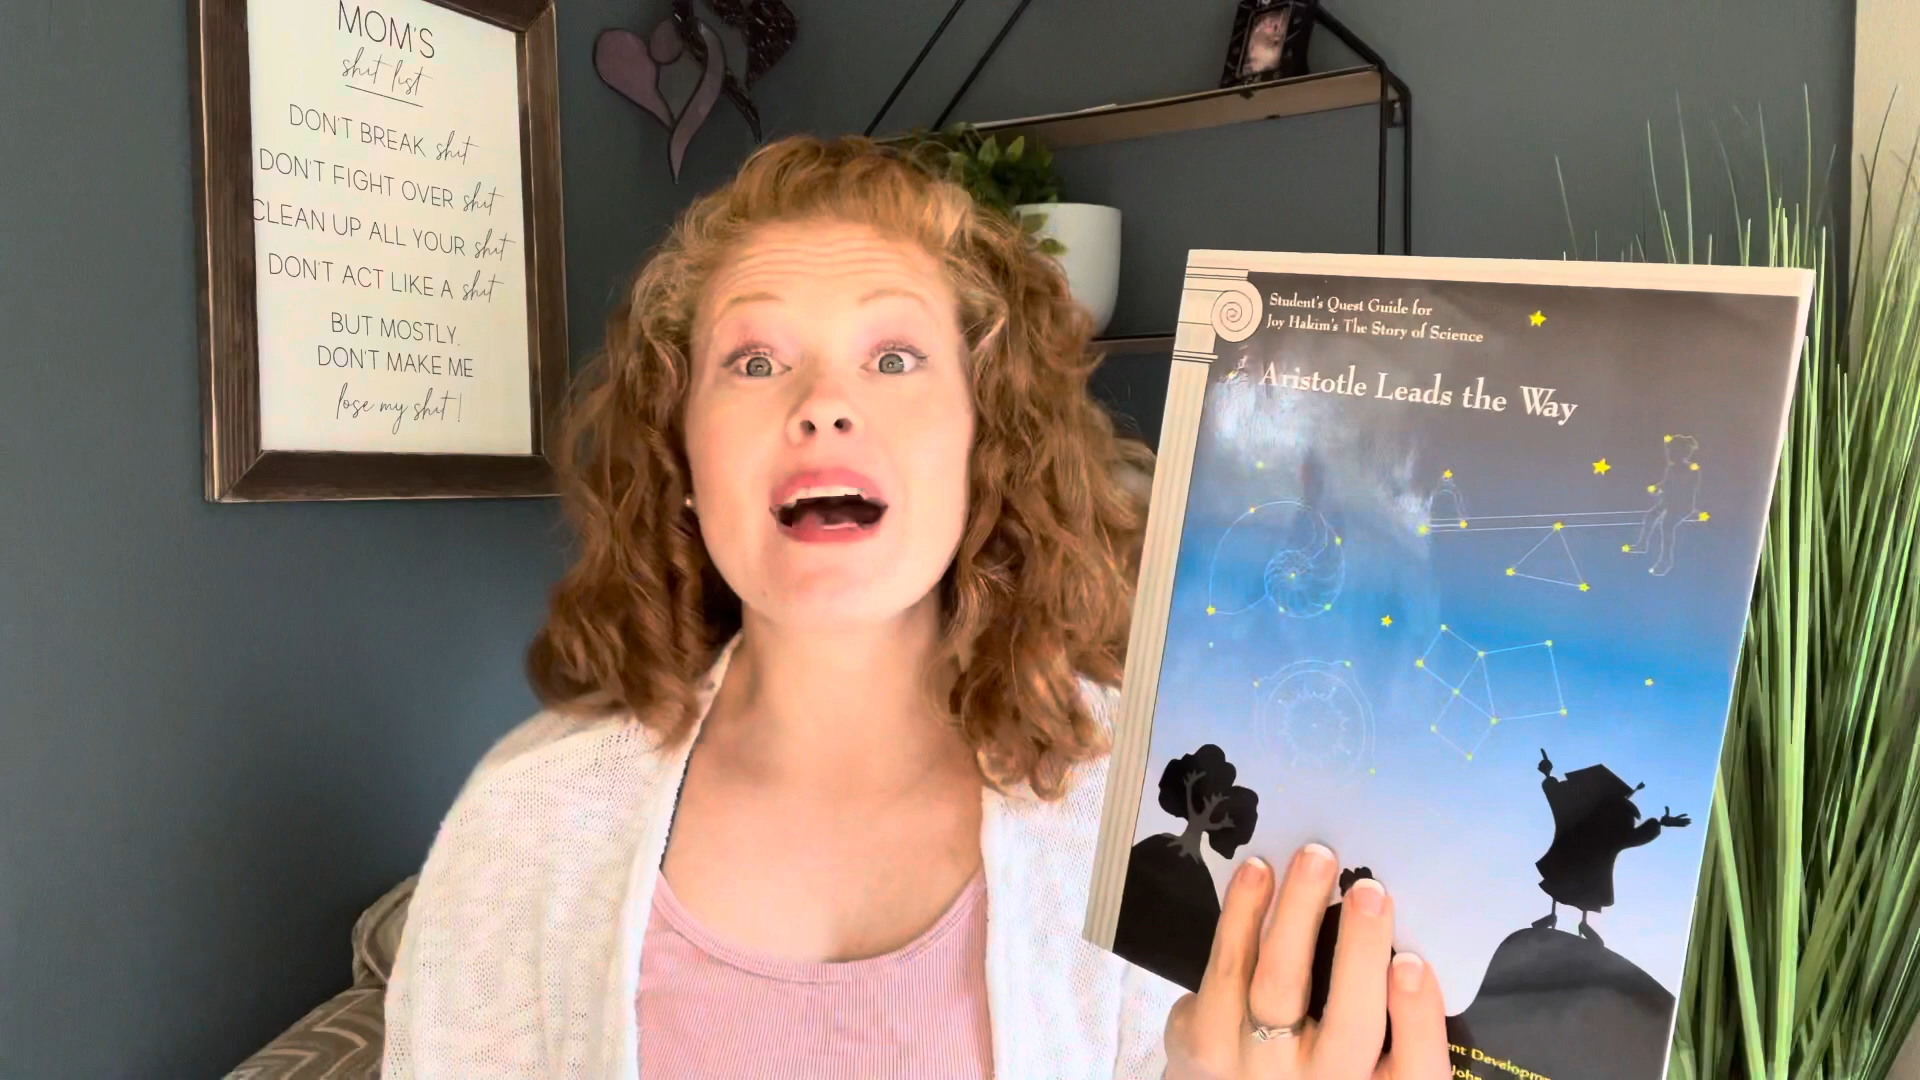 MOM'S
shit list
DON'T BREAK shit
DON'T FIGHT OVER shit
CLEAN UP ALL YOUR shit
DON'T ACT LIKE A shit
BUT MOSTLY,
DON'T MAKE ME
lose my shit!
Student's Quest Guide for
Joy Hakim's The Story of Science
Aristotle Leads the Way